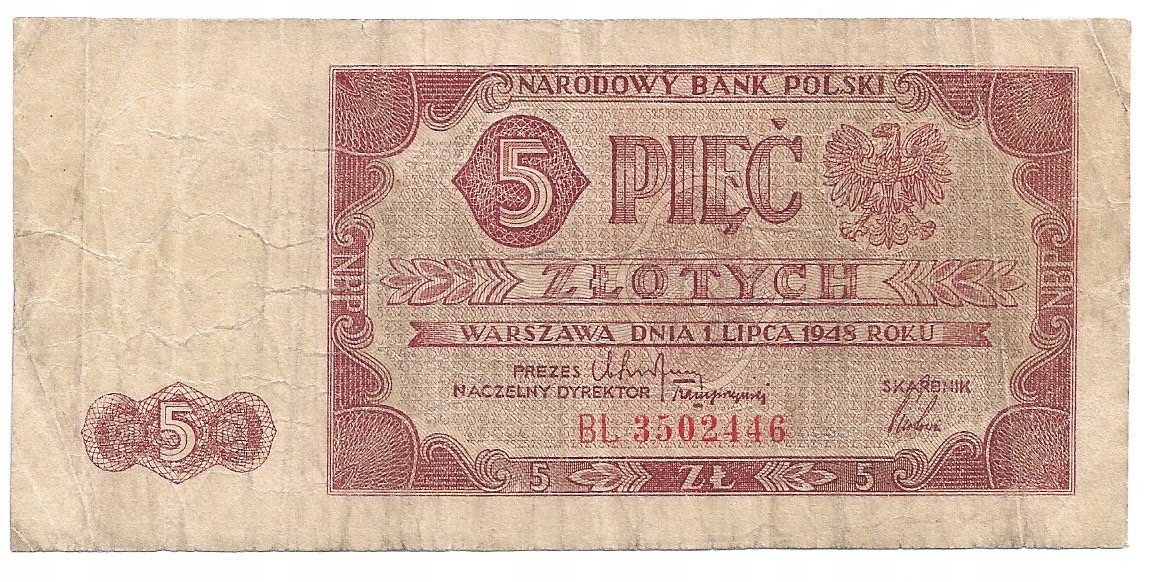 NARODOWY BANK POLSKI
5 PIĘĆ
ZŁOTYCH
WARSZAWA DNIA 1 LIPCA 1948 ROKU
PREZES
NACZELNY DYREKTOR
SKARBNIK
BL 3502446
5 ZŁ 5
5
NBP
NBP